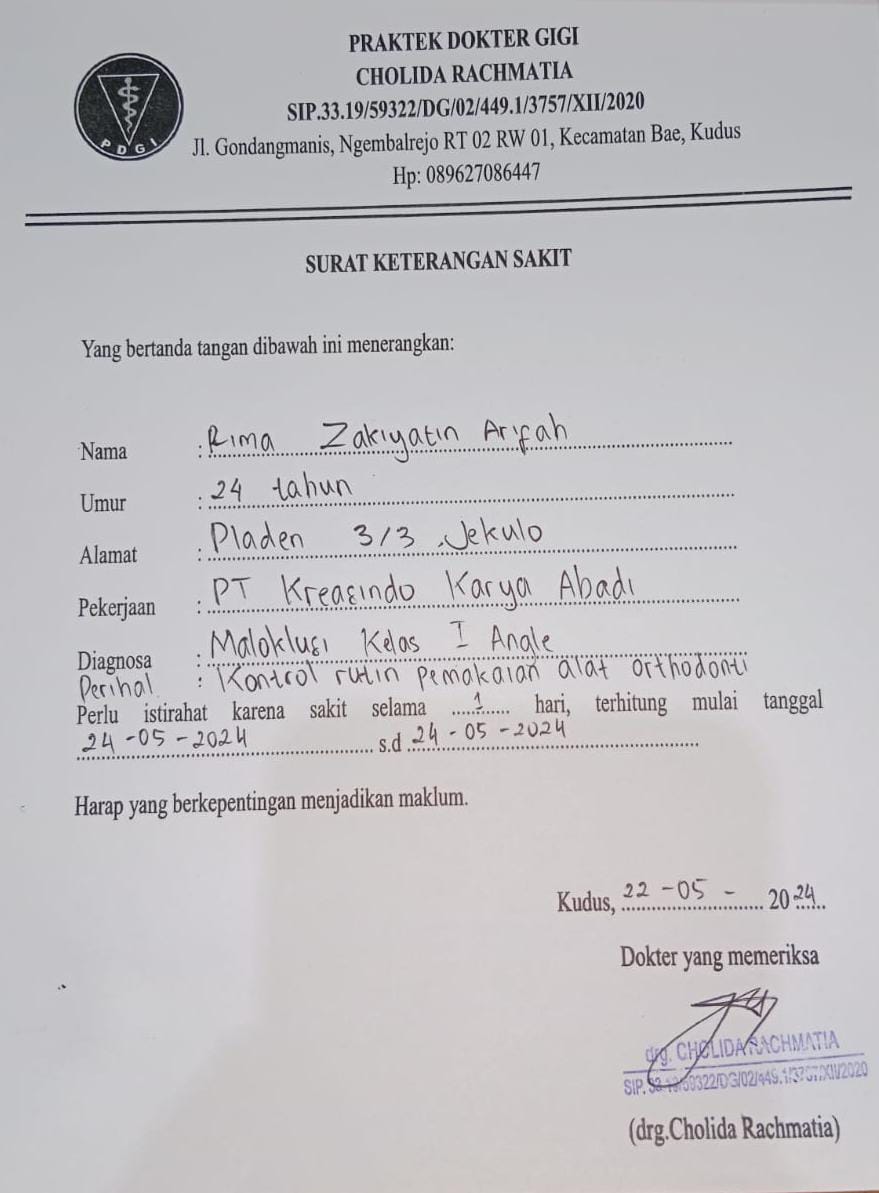 PRAKTEK DOKTER GIGI
CHOLIDA RACHMATIA
SIP.33.19/59322/DG/02/449.1/3757/XII/2020
Jl. Gondangmanis, Ngembalrejo RT 02 RW 01, Kecamatan Bae, Kudus
Hp: 089627086447
PDGI
SURAT KETERANGAN SAKIT
Yang bertanda tangan dibawah ini menerangkan:
Nama : Rima Zakiyatin Arifah
Umur : 24 tahun
Alamat : Pladen 3/3 Jekulo
Pekerjaan : PT Kreasindo Karya Abadi
Diagnosa : Maloklusi Kelas I Angle
Perihal : Kontrol rutin pemakaian alat orthodonti
Perlu istirahat karena sakit selama 1 hari, terhitung mulai tanggal
24-05-2024 s.d 24-05-2024
Harap yang berkepentingan menjadikan maklum.
Kudus, 22-05-2024
Dokter yang memeriksa
drg. CHOLIDA RACHMATIA
SIP.33.19/59322/DG/02/449.1/3757/XII/2020
(drg.Cholida Rachmatia)